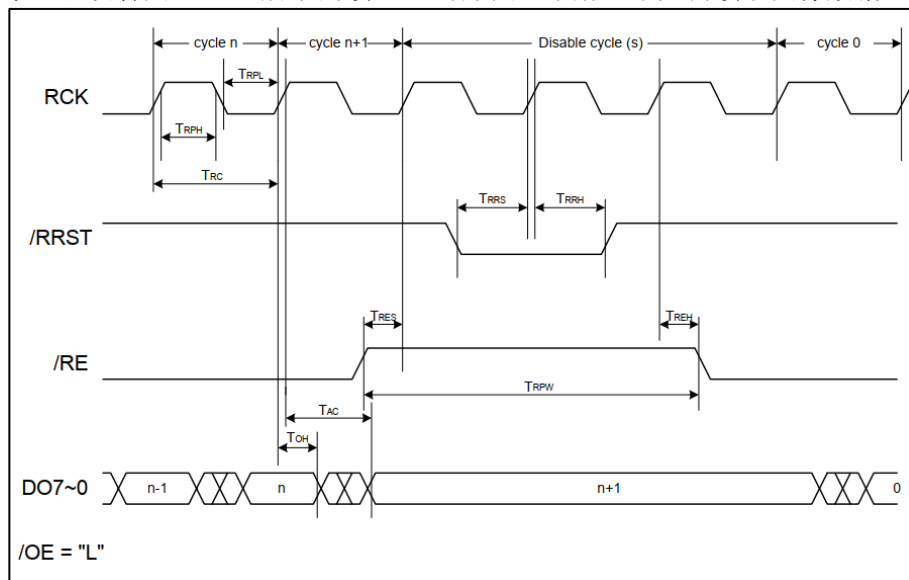 cycle n
cycle n+1
Disable cycle (s)
cycle 0
RCK
TRPL
TRPH
TRC
TRRS
TRRH
/RRST
TRES
TREH
/RE
TRPW
TAC
TOH
DO7~0
n-1
n
n+1
0
/OE = "L"